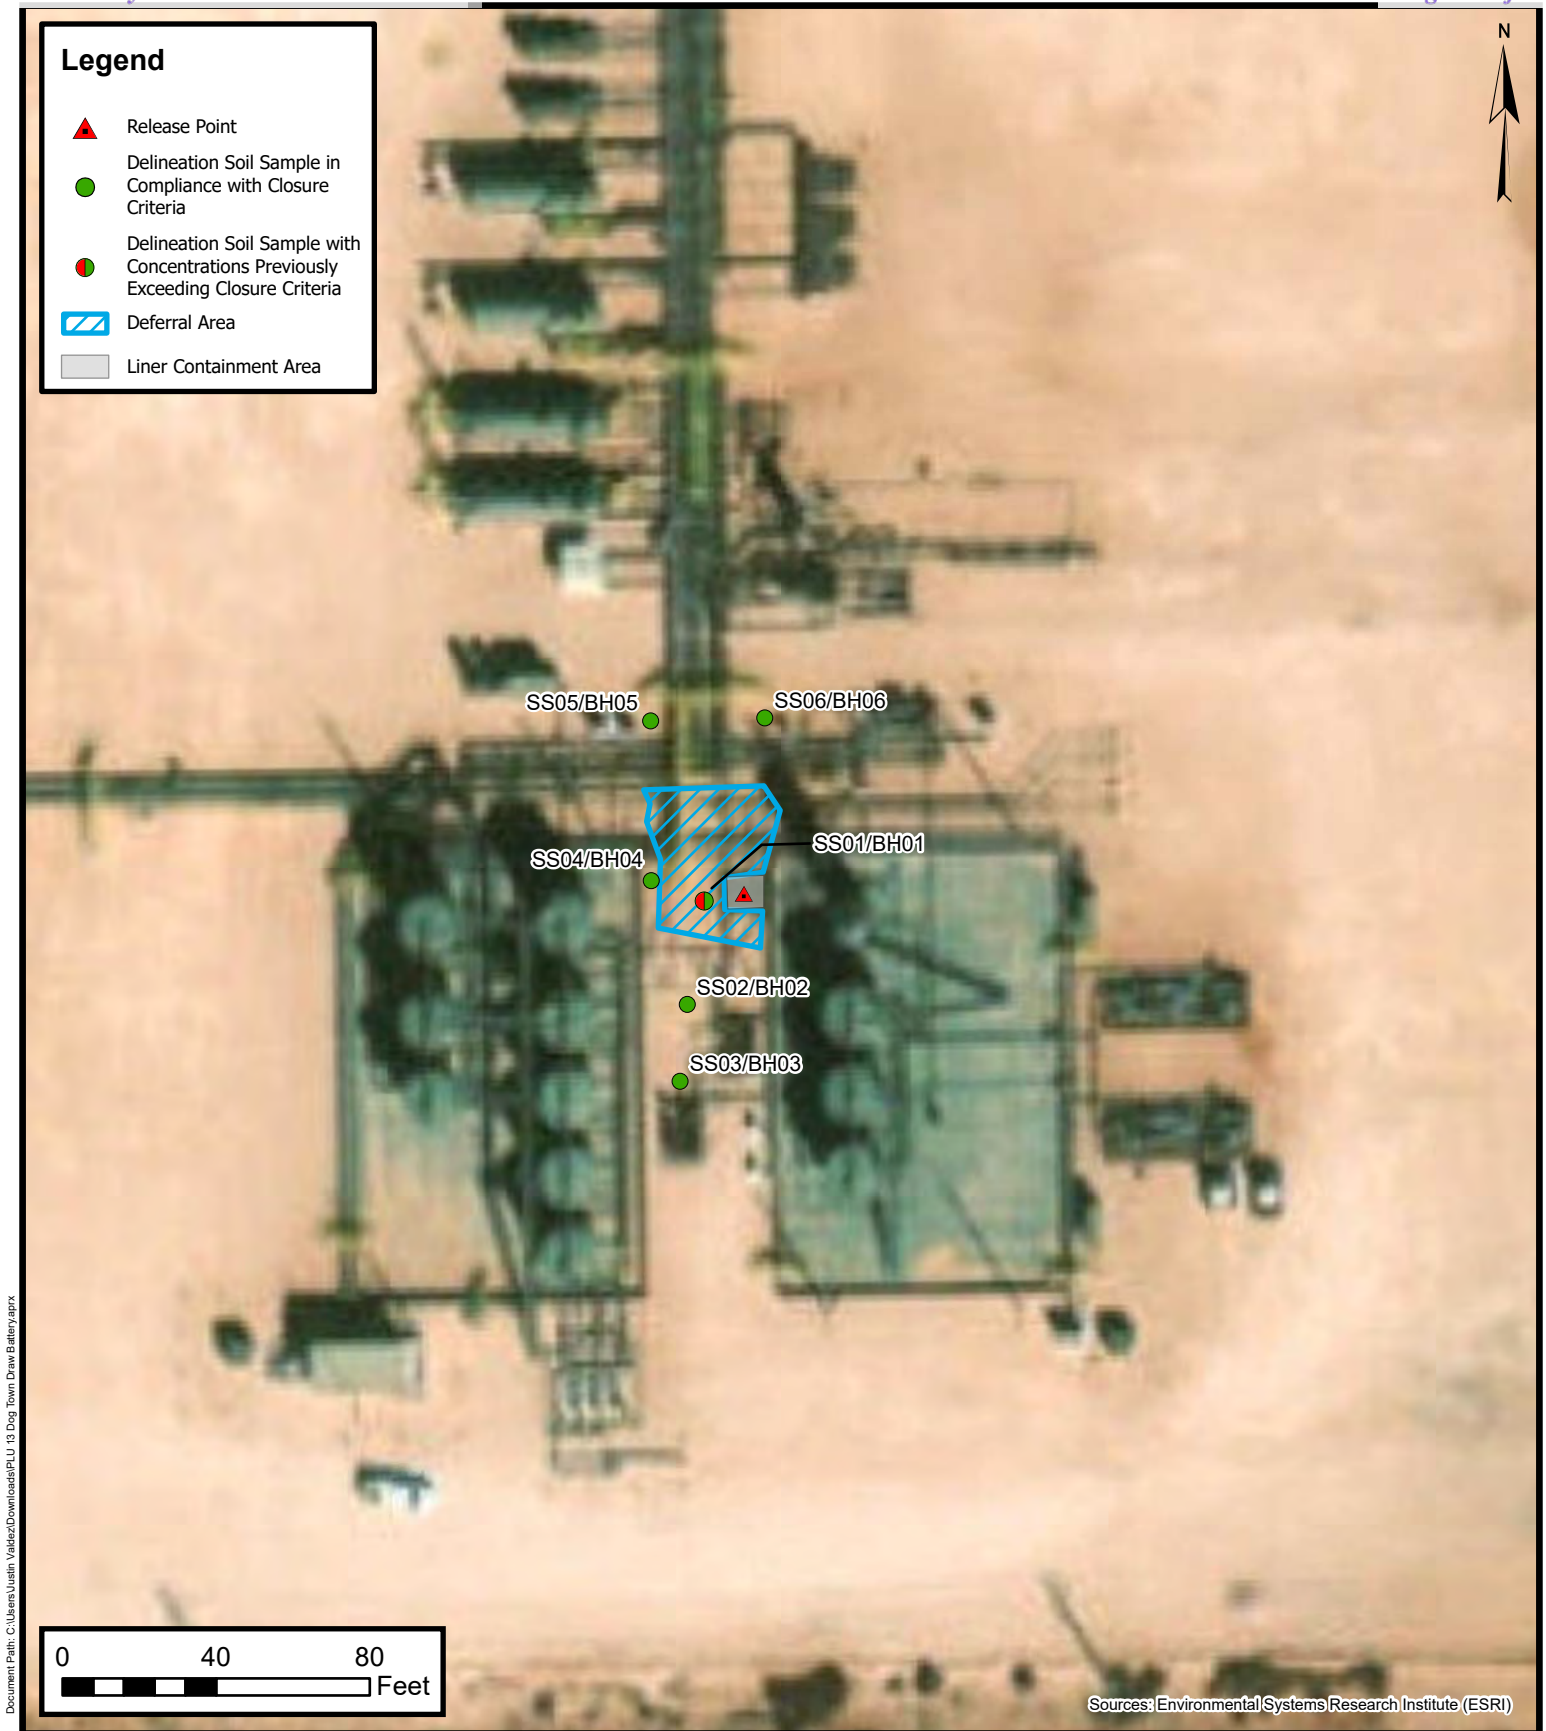 Legend
Release Point
Delineation Soil Sample in
Compliance with Closure
Criteria
Delineation Soil Sample with
Concentrations Previously
Exceeding Closure Criteria
Deferral Area
Liner Containment Area
N
SS05/BH05
SS06/BH06
SS01/BH01
SS04/BH04
SS02/BH02
SS03/BH03
0 40 80
Feet
Sources: Environmental Systems Research Institute (ESRI)
Document Path: C:\Users\Justin Valdez\Downloads\PLU 13 Dog Town Draw Battery.aprx